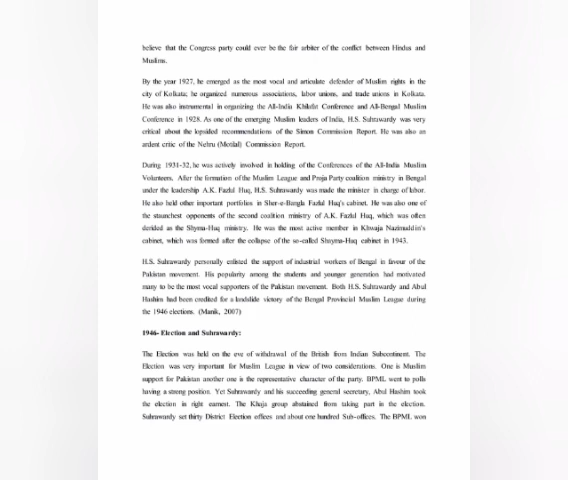 believe that the Congress party could ever be the fair arbiter of the conflict between Hindus and
Muslims.
By the year 1927, he emerged as the most vocal and articulate defender of Muslim rights in the
city of Kolkata; he organized numerous associations, labor unions, and trade unions in Kolkata.
He was also instrumental in organizing the All-India Khilafat Conference and All-Bengal Muslim
Conference in 1928. As one of the emerging Muslim leaders of India, H.S. Suhrawardy was very
critical about the lopsided recommendations of the Simon Commission Report. He was also an
ardent critic of the Nehru (Motilal) Commission Report.
During 1931-32, he was actively involved in holding of the Conferences of the All-India Muslim
Volunteers. After the formation of the Muslim League and Proja Party coalition ministry in Bengal
under the leadership A.K. Fazlul Huq, H.S. Suhrawardy was made the minister in charge of labor.
He also held other important portfolios in Sher-e-Bangla Fazlul Huq's cabinet. He was also one of
the staunchest opponents of the second coalition ministry of A.K. Fazlul Huq, which was often
derided as the Shyma-Huq ministry. He was the most active member in Khwaja Nazimuddin's
cabinet, which was formed after the collapse of the so-called Shayma-Huq cabinet in 1943.
H.S. Suhrawardy personally enlisted the support of industrial workers of Bengal in favour of the
Pakistan movement. His popularity among the students and younger generation had motivated
many to be the most vocal supporters of the Pakistan movement. Both H.S. Suhrawardy and Abul
Hashim had been credited for a landslide victory of the Bengal Provincial Muslim League during
the 1946 elections. (Manik, 2007)
1946- Election and Suhrawardy:
The Election was held on the eve of withdrawal of the British from Indian Subcontinent. The
Election was very important for Muslim League in view of two considerations. One is Muslim
support for Pakistan another one is the representative character of the party. BPML went to polls
having a strong position. Yet Suhrawardy and his succeeding general secretary, Abul Hashim took
the election in right earnest. The Khaja group abstained from taking part in the election.
Suhrawardy set thirty District Election offices and about one hundred Sub-offices. The BPML won